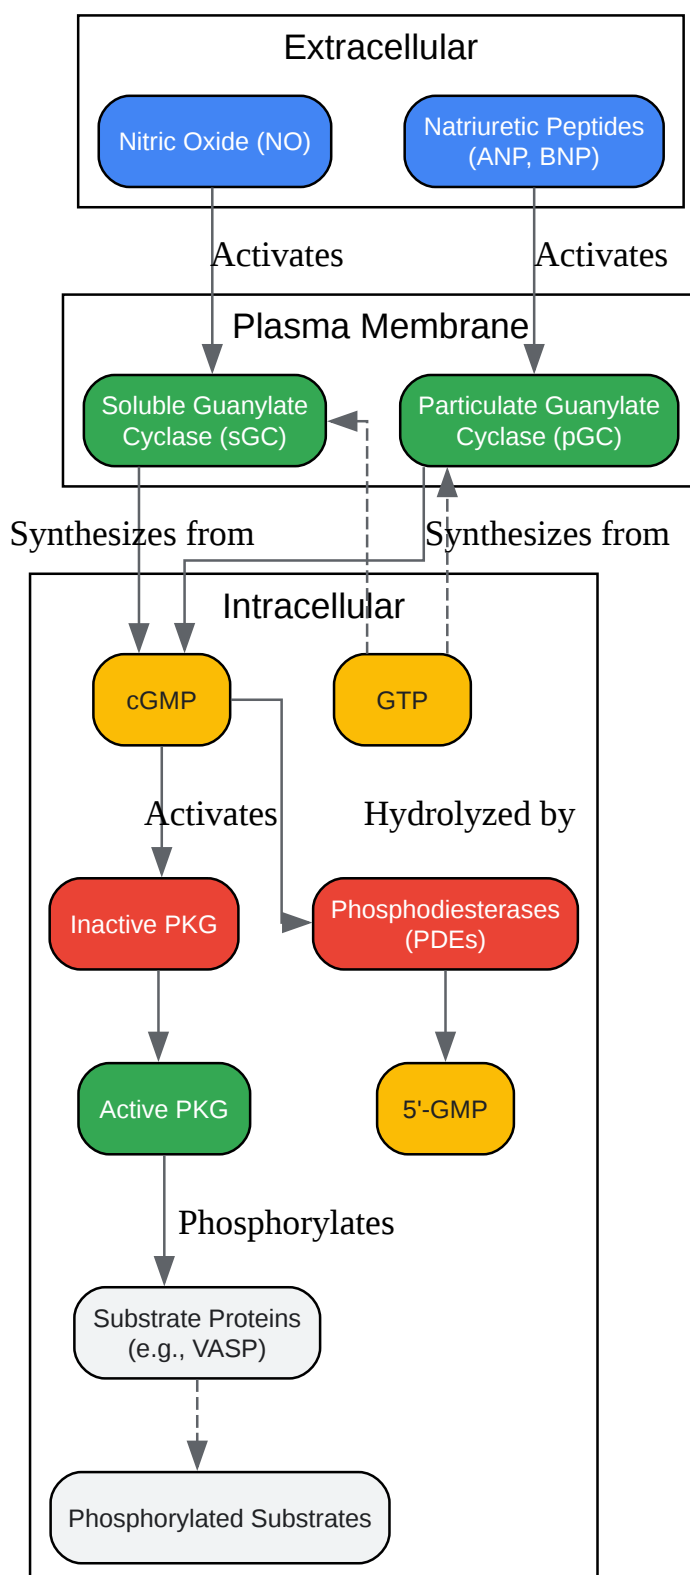 Extracellular
Nitric Oxide (NO)
Natriuretic Peptides
(ANP, BNP)
Activates
Activates
Plasma Membrane
Soluble Guanylate
Cyclase (sGC)
Particulate Guanylate
Cyclase (pGC)
Synthesizes from
Synthesizes from
Intracellular
cGMP
GTP
Activates
Hydrolyzed by
Inactive PKG
Phosphodiesterases
(PDEs)
Active PKG
5'-GMP
Phosphorylates
Substrate Proteins
(e.g., VASP)
Phosphorylated Substrates